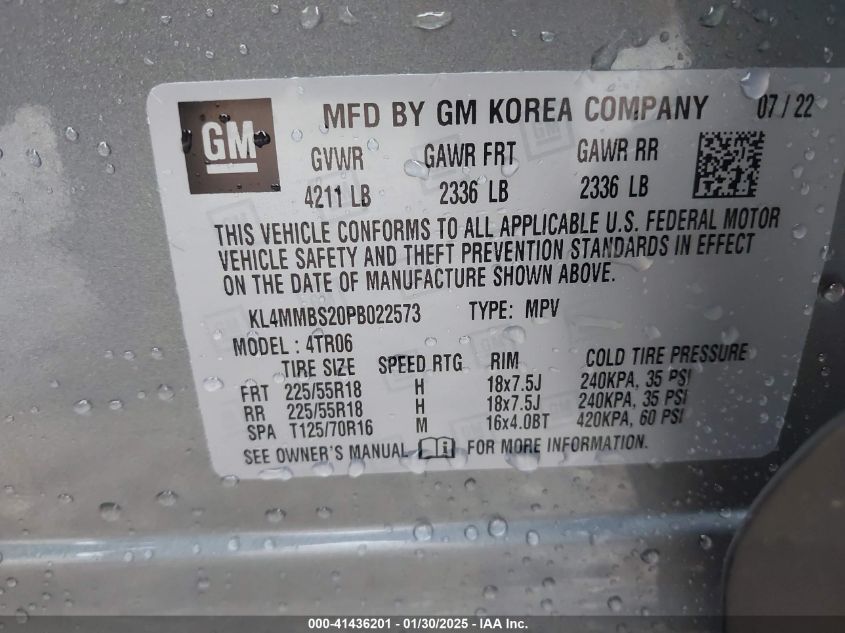 GM
MFD BY GM KOREA COMPANY 07 / 22
GVWR GAWR FRT GAWR RR
4211 LB 2336 LB 2336 LB
THIS VEHICLE CONFORMS TO ALL APPLICABLE U.S. FEDERAL MOTOR
VEHICLE SAFETY AND THEFT PREVENTION STANDARDS IN EFFECT
ON THE DATE OF MANUFACTURE SHOWN ABOVE.
KL4MMBS20PB022573 TYPE: MPV
MODEL : 4TR06
TIRE SIZE SPEED RTG RIM COLD TIRE PRESSURE
FRT 225/55R18 H 18x7.5J 240KPA, 35 PSI
RR 225/55R18 H 18x7.5J 240KPA, 35 PSI
SPA T125/70R16 M 16x4.0BT 420KPA, 60 PSI
SEE OWNER'S MANUAL FOR MORE INFORMATION.
000-41436201 - 01/30/2025 - IAA Inc.